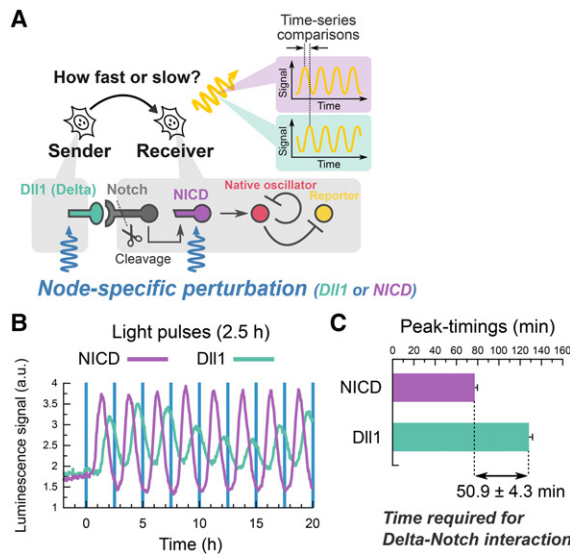 A
Time-series
comparisons
How fast or slow?
Signal
Time
Signal
Time
Sender
Receiver
Dll1 (Delta)
Notch
NICD
Native oscillator
Reporter
Cleavage
Node-specific perturbation (Dll1 or NICD)
B
Light pulses (2.5 h)
NICD
Dll1
Luminescence signal (a.u.)
4.0
3.5
3.0
2.5
2.0
1.5
1.0
0
5
10
15
20
Time (h)
C
Peak-timings (min)
0 20 40 60 80 100 120 140 160
NICD
Dll1
50.9 ± 4.3 min
Time required for
Delta-Notch interaction